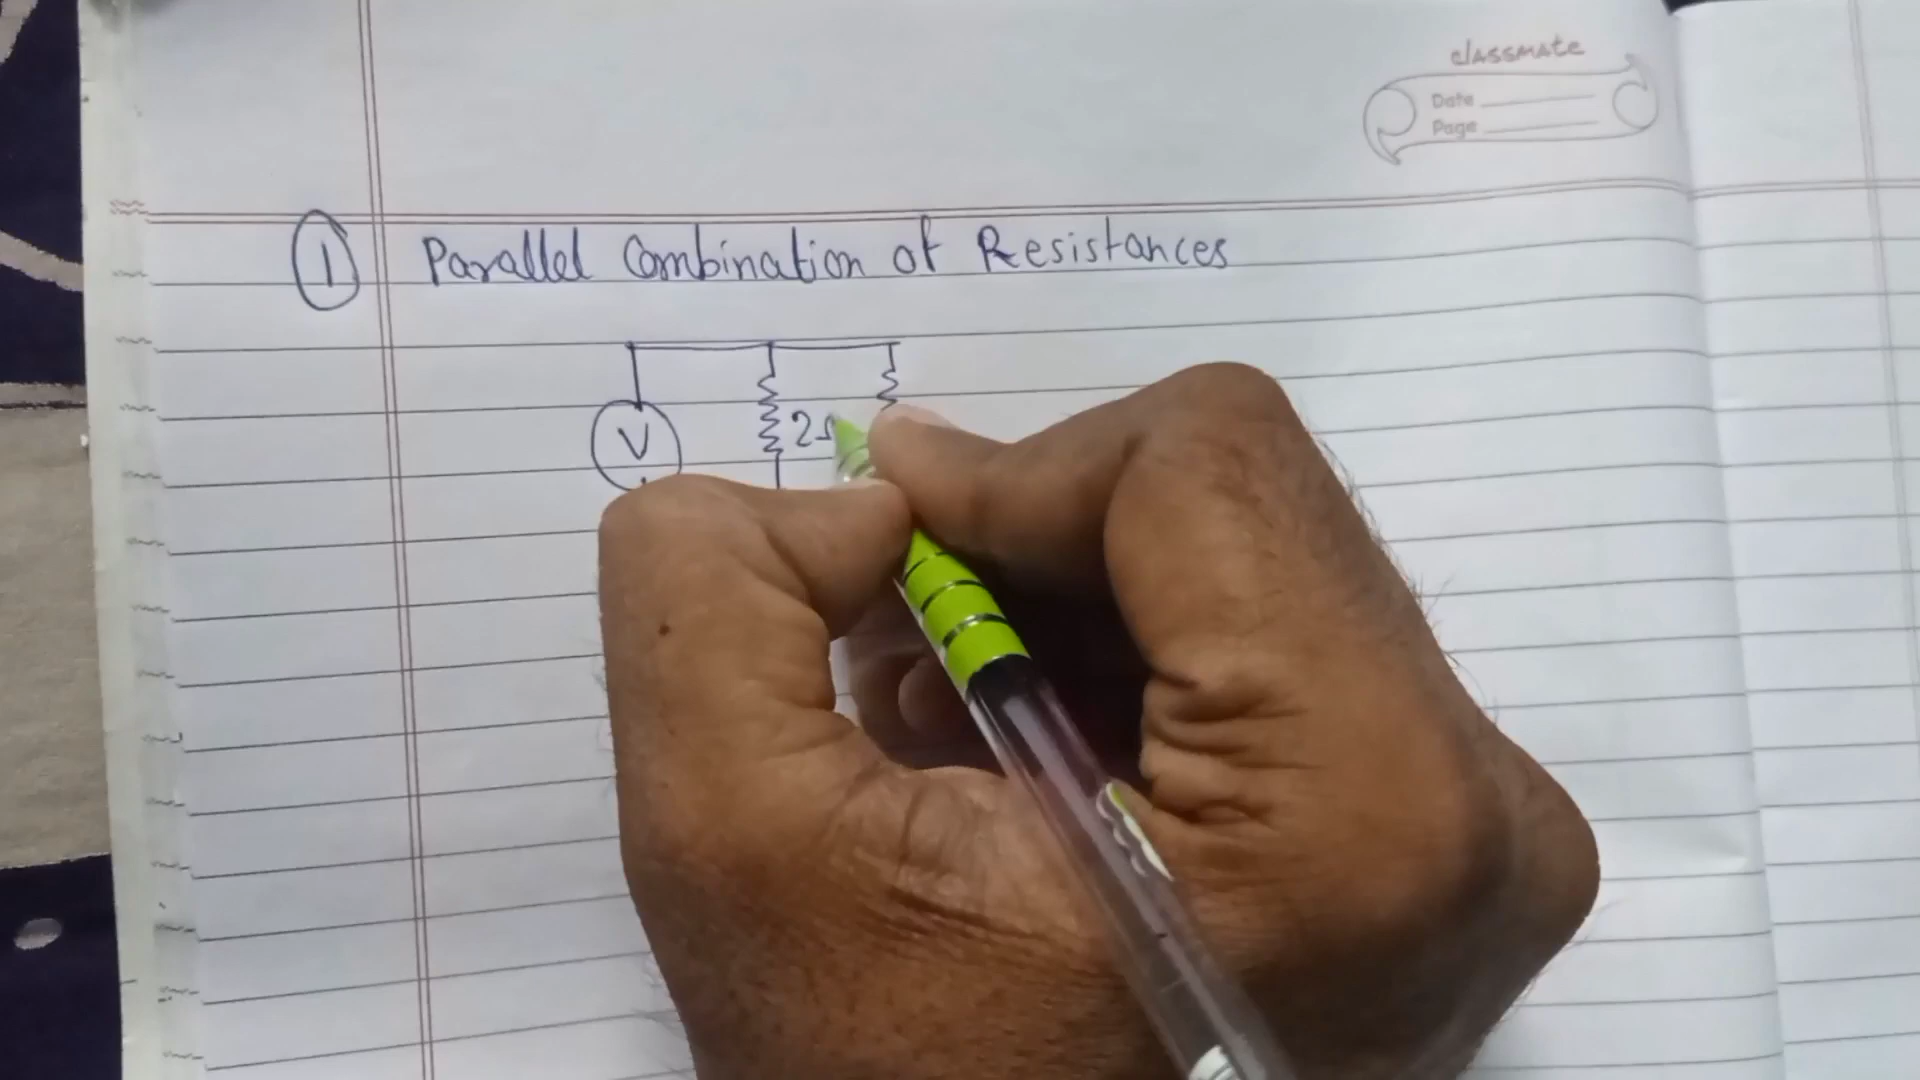 classmate
Date
Page
① Parallel Combination of Resistances
V
2Ω